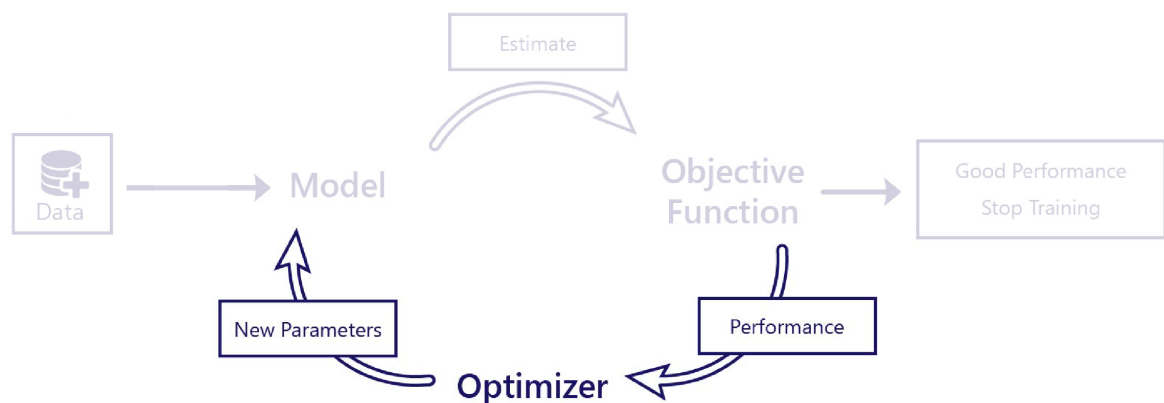 Estimate
Data
Model
Objective
Function
Good Performance
Stop Training
New Parameters
Performance
Optimizer